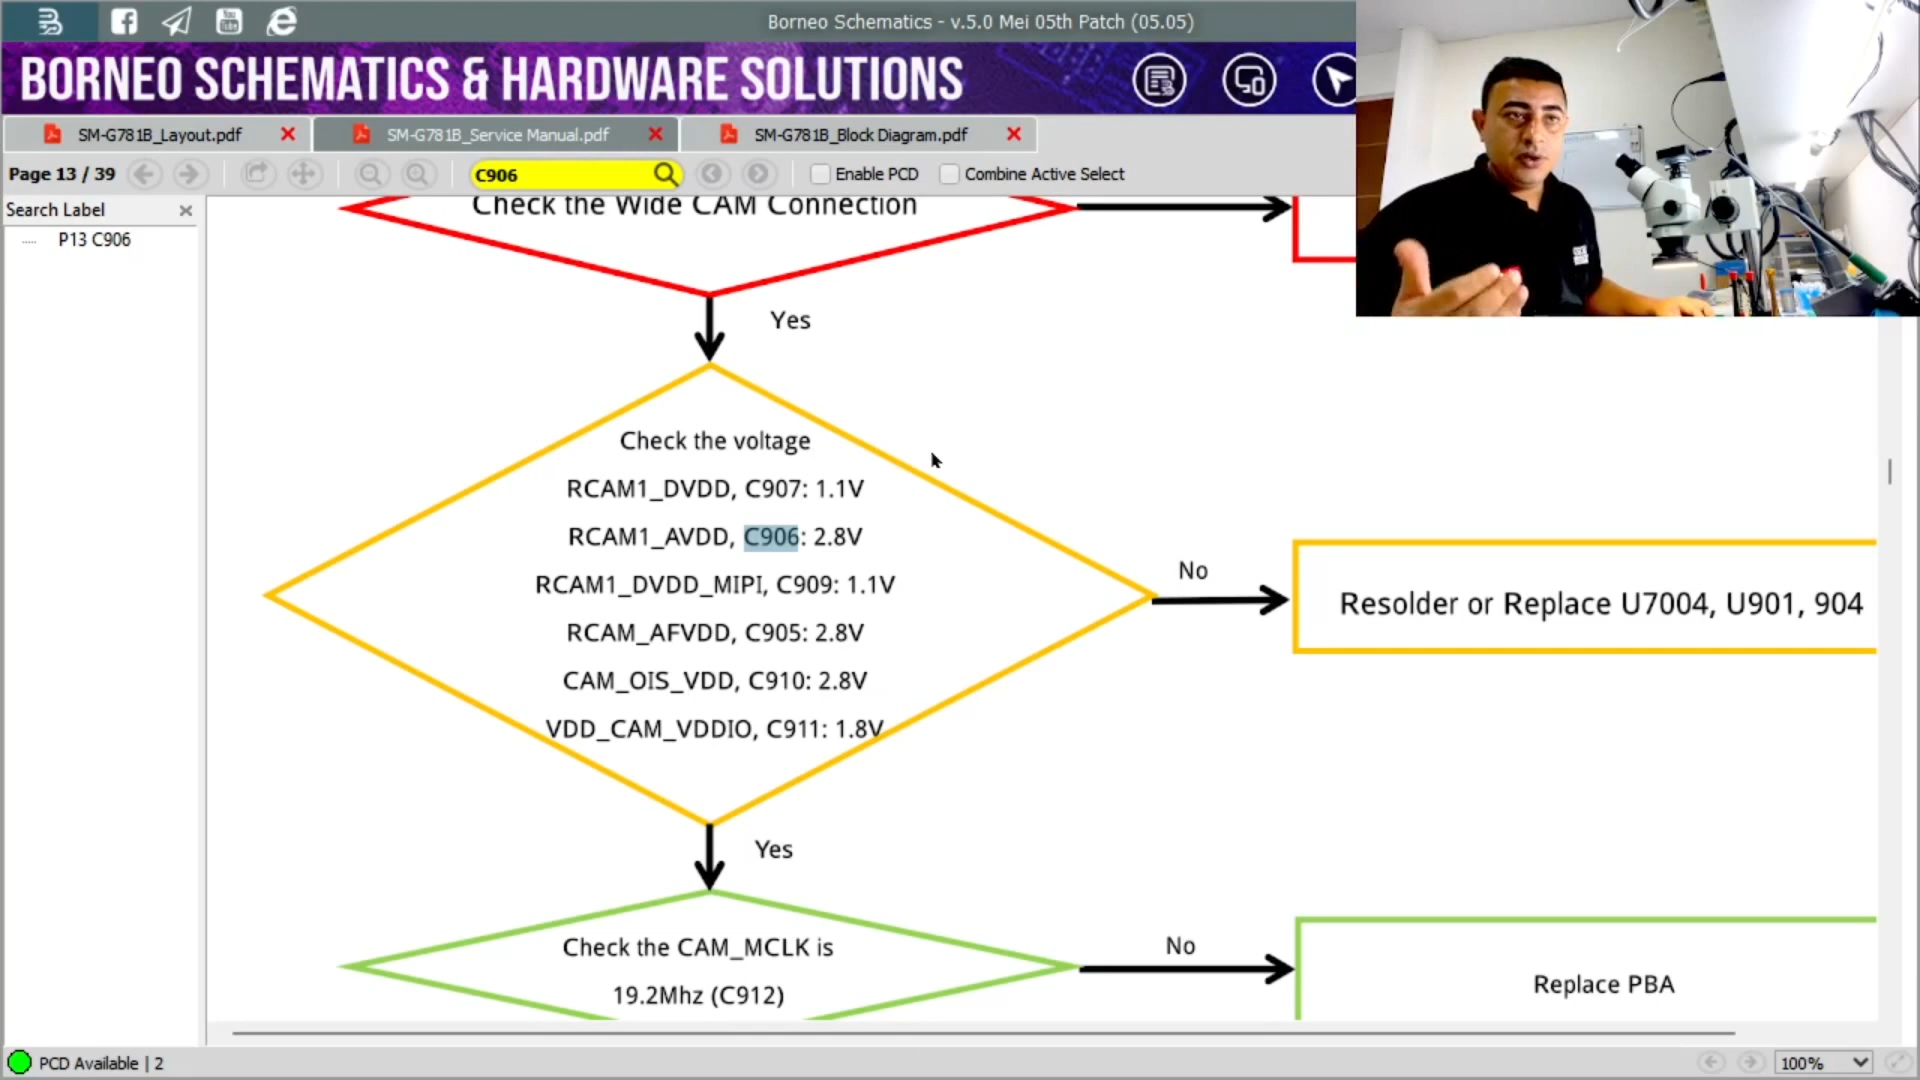 Borneo Schematics - v.5.0 Mei 05th Patch (05.05)
BORNEO SCHEMATICS & HARDWARE SOLUTIONS
SM-G781B_Layout.pdf
SM-G781B_Service Manual.pdf
SM-G781B_Block Diagram.pdf
Page 13 / 39
C906
Enable PCD
Combine Active Select
Search Label
P13 C906
Check the Wide CAM Connection
Yes
Check the voltage
RCAM1_DVDD, C907: 1.1V
RCAM1_AVDD, C906: 2.8V
RCAM1_DVDD_MIPI, C909: 1.1V
RCAM_AFVDD, C905: 2.8V
CAM_OIS_VDD, C910: 2.8V
VDD_CAM_VDDIO, C911: 1.8V
No
Resolder or Replace U7004, U901, 904
Yes
Check the CAM_MCLK is
19.2Mhz (C912)
No
Replace PBA
PCD Available | 2
100%